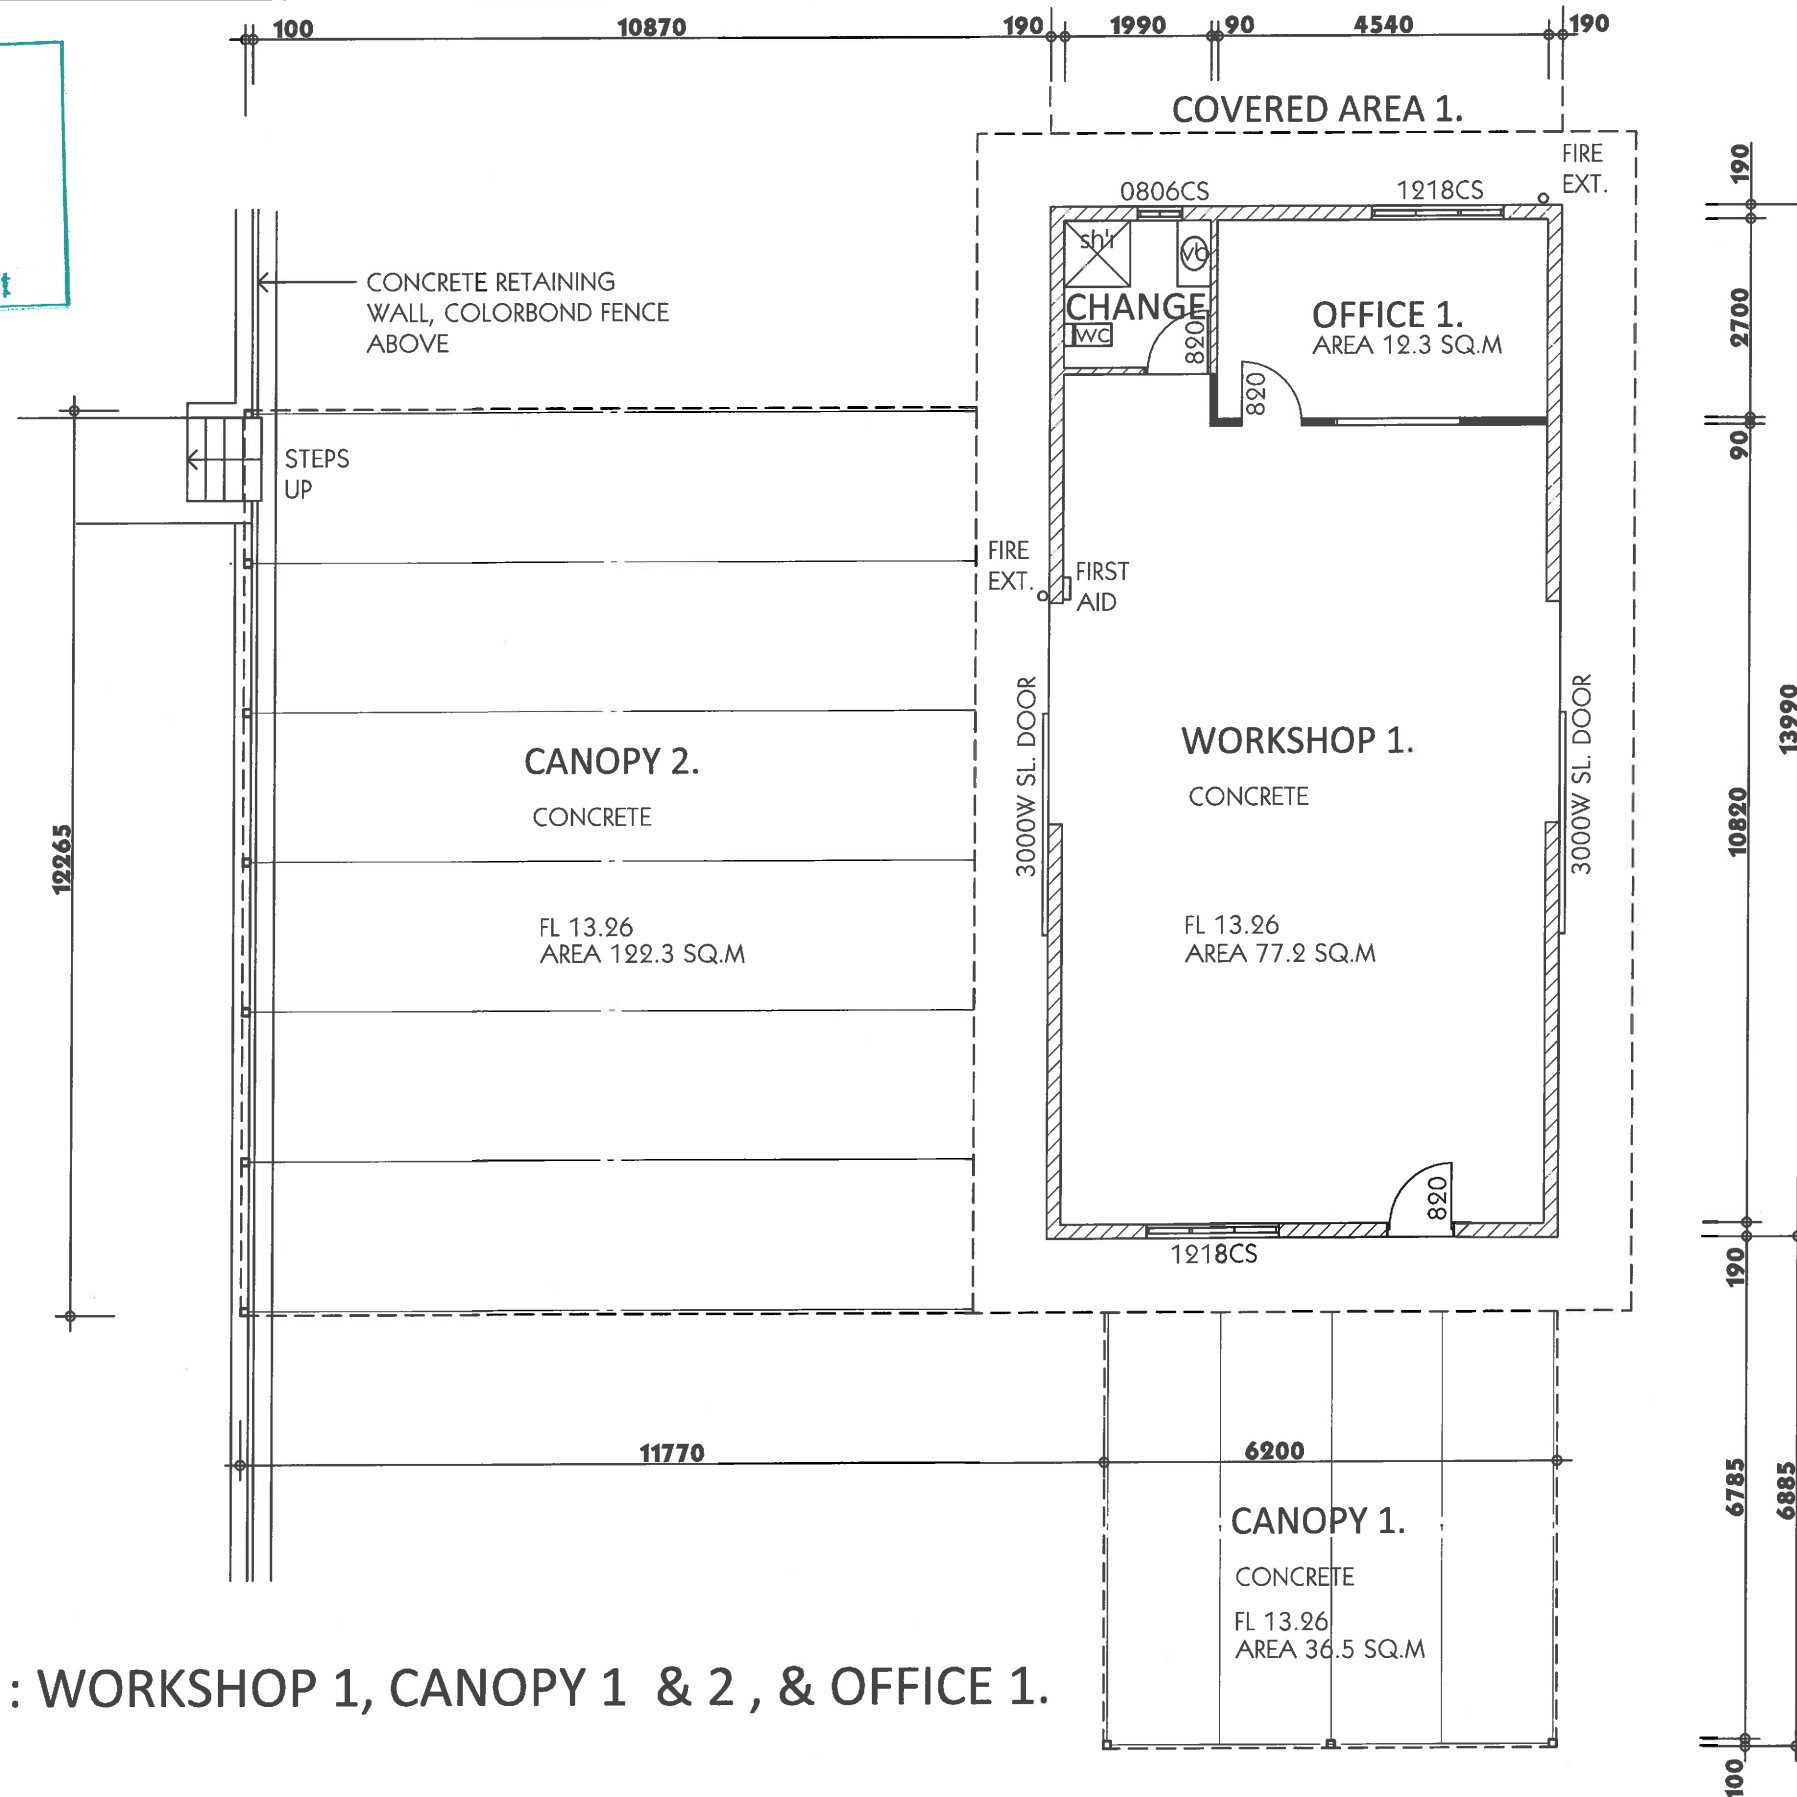 100 10870 190 1990 90 4540 190
COVERED AREA 1.
FIRE
EXT.
190
0806CS 1218CS
sh'r
vb
CONCRETE RETAINING
WALL, COLORBOND FENCE
ABOVE
CHANGE
WC
820
OFFICE 1.
AREA 12.3 SQ.M
820
2700
90
STEPS
UP
FIRE
EXT.
FIRST
AID
3000W SL. DOOR
3000W SL. DOOR
13990
CANOPY 2.
CONCRETE
WORKSHOP 1.
CONCRETE
12265
10820
FL 13.26
AREA 122.3 SQ.M
FL 13.26
AREA 77.2 SQ.M
820
1218CS
190
11770 6200
6785
6885
CANOPY 1.
CONCRETE
FL 13.26
AREA 36.5 SQ.M
: WORKSHOP 1, CANOPY 1 & 2 , & OFFICE 1.
100